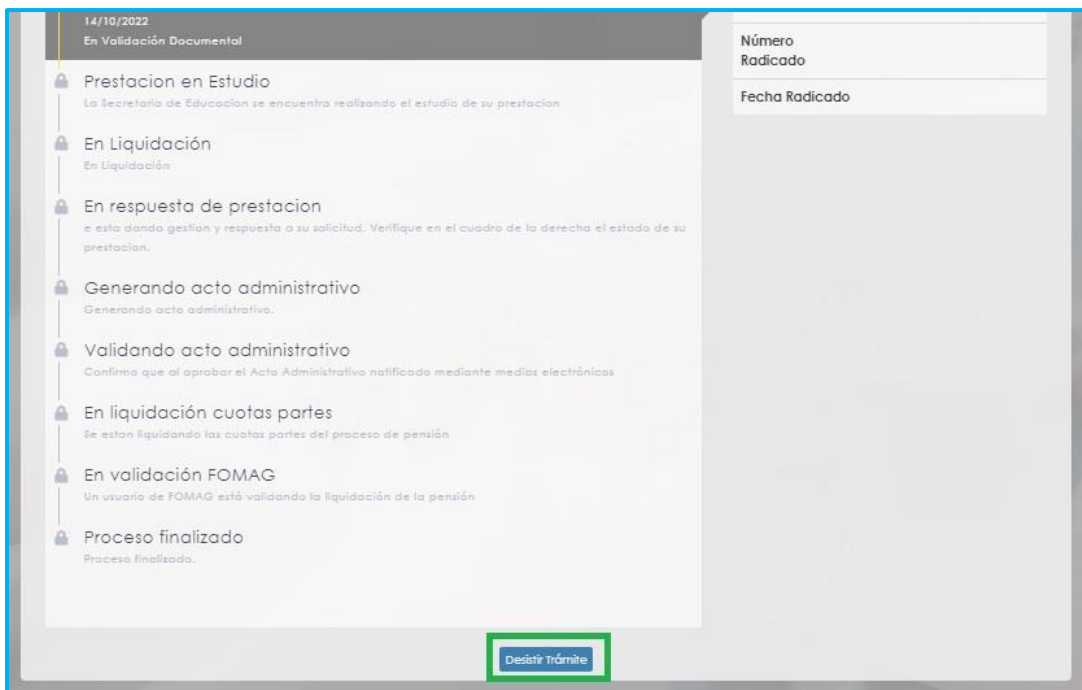 14/10/2022
En Validación Documental
Prestacion en Estudio
La Secretaria de Educacion se encuentra realizando el estudio de su prestacion
En Liquidación
En Liquidación
En respuesta de prestacion
e esta dando gestion y respuesta a su solicitud. Verifique en el cuadro de la derecha el estado de su
prestacion.
Generando acto administrativo
Generando acto administrativo.
Validando acto administrativo
Confirma que al aprobar el Acto Administrativo notificado mediante medios electrónicos
En liquidación cuotas partes
Se estan liquidando las cuotas partes del proceso de pensión
En validación FOMAG
Un usuario de FOMAG está validando la liquidación de la pensión
Proceso finalizado
Proceso finalizado.
Número
Radicado
Fecha Radicado
Desistir Trámite